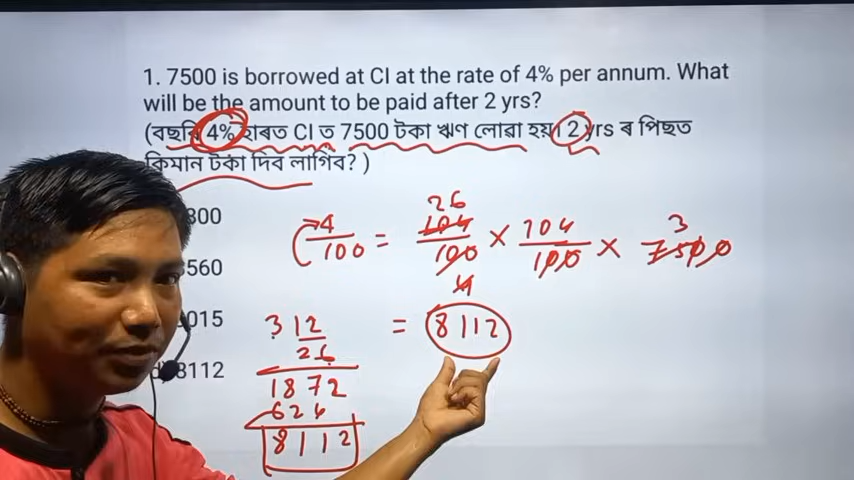 1. 7500 is borrowed at CI at the rate of 4% per annum. What
will be the amount to be paid after 2 yrs?
(বছৰি 4% হাৰত CI ত 7500 টকা ঋণ লোৱা হয়। 2 yrs ৰ পিছত
কিমান টকা দিব লাগিব? )
300
560
015
d) 8112
4/100 = 104/100 × 104/100 × 7500
26
3
4
= 8112
312
26
1872
624
8112